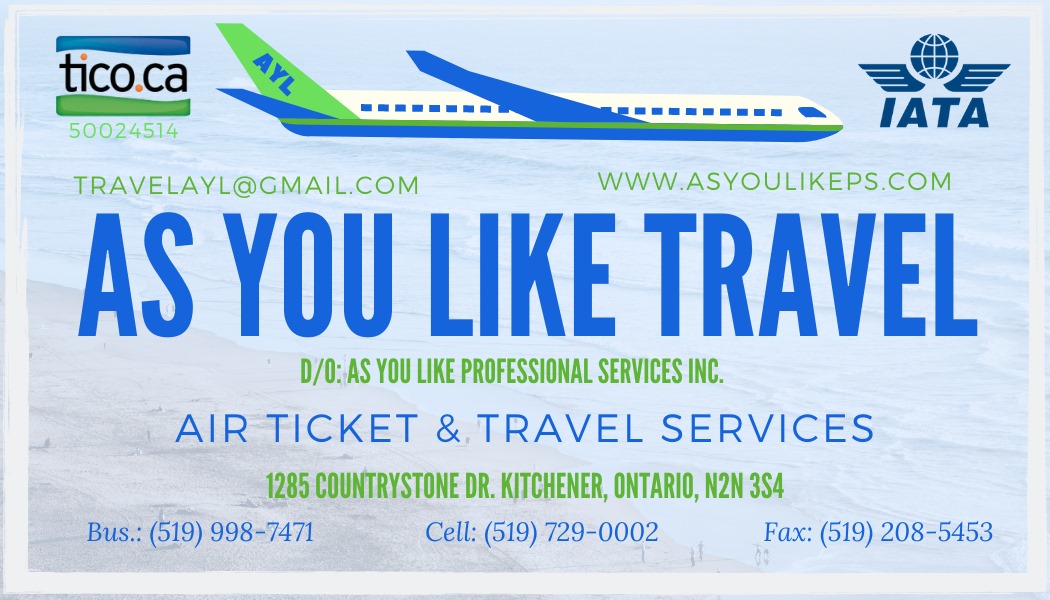 tico.ca
50024514
AYL
IATA
TRAVELAYL@GMAIL.COM
WWW.ASYOULIKEPS.COM
AS YOU LIKE TRAVEL
D/O: AS YOU LIKE PROFESSIONAL SERVICES INC.
AIR TICKET & TRAVEL SERVICES
1285 COUNTRYSTONE DR. KITCHENER, ONTARIO, N2N 3S4
Bus.: (519) 998-7471
Cell: (519) 729-0002
Fax: (519) 208-5453